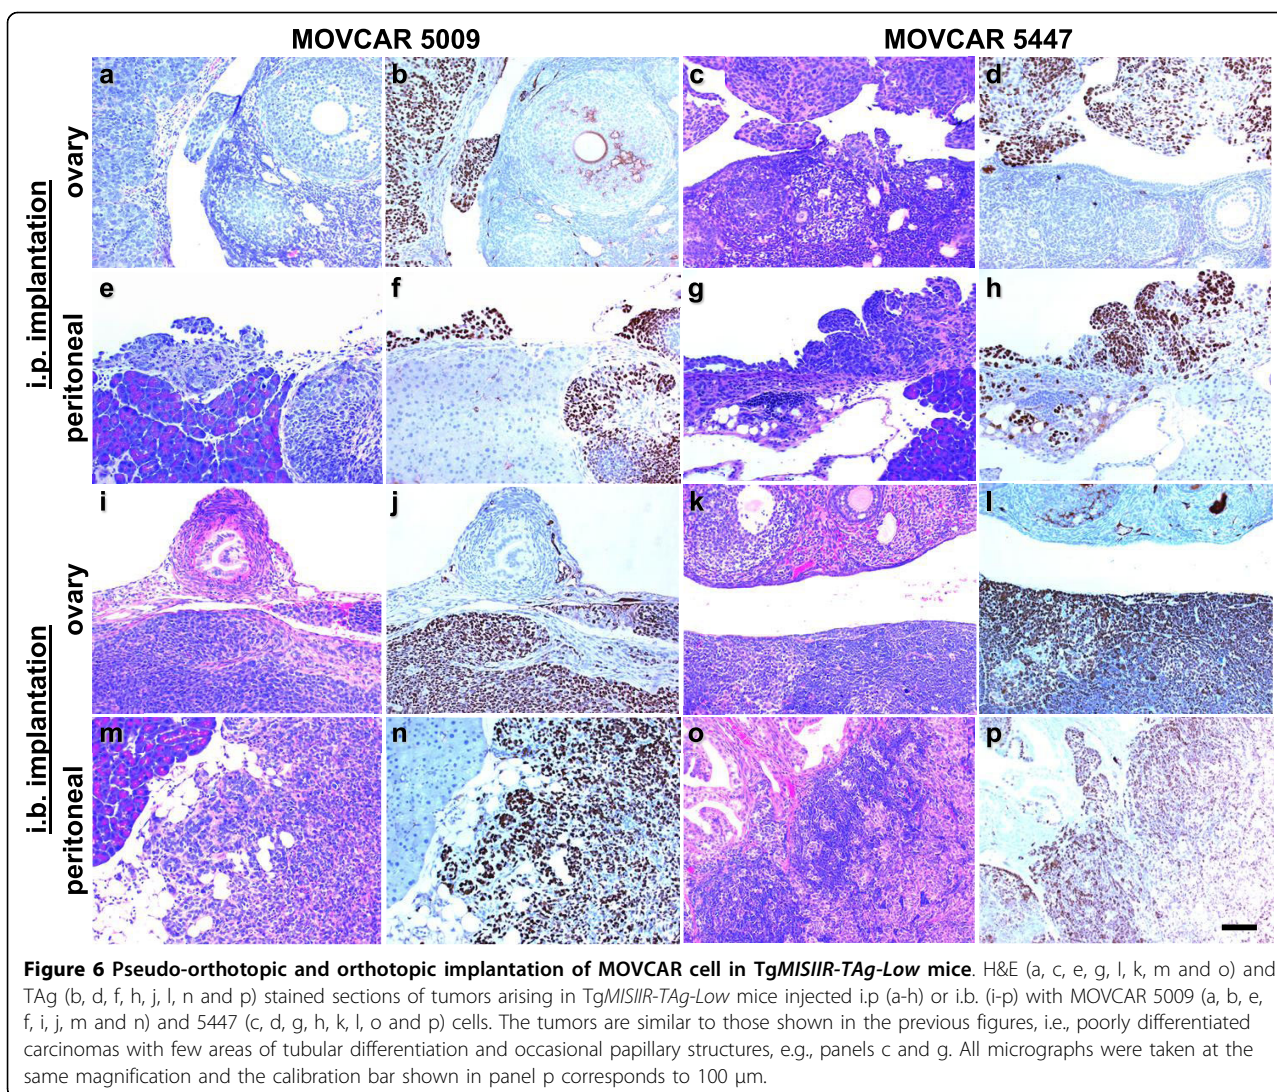 MOVCAR 5009
MOVCAR 5447
i.p. implantation
ovary
a
b
c
d
peritoneal
e
f
g
h
i.b. implantation
ovary
i
j
k
l
peritoneal
m
n
o
p
Figure 6 Pseudo-orthotopic and orthotopic implantation of MOVCAR cell in TgMISIIR-TAg-Low mice. H&E (a, c, e, g, I, k, m and o) and
TAg (b, d, f, h, j, l, n and p) stained sections of tumors arising in TgMISIIR-TAg-Low mice injected i.p (a-h) or i.b. (i-p) with MOVCAR 5009 (a, b, e,
f, i, j, m and n) and 5447 (c, d, g, h, k, l, o and p) cells. The tumors are similar to those shown in the previous figures, i.e., poorly differentiated
carcinomas with few areas of tubular differentiation and occasional papillary structures, e.g., panels c and g. All micrographs were taken at the
same magnification and the calibration bar shown in panel p corresponds to 100 μm.